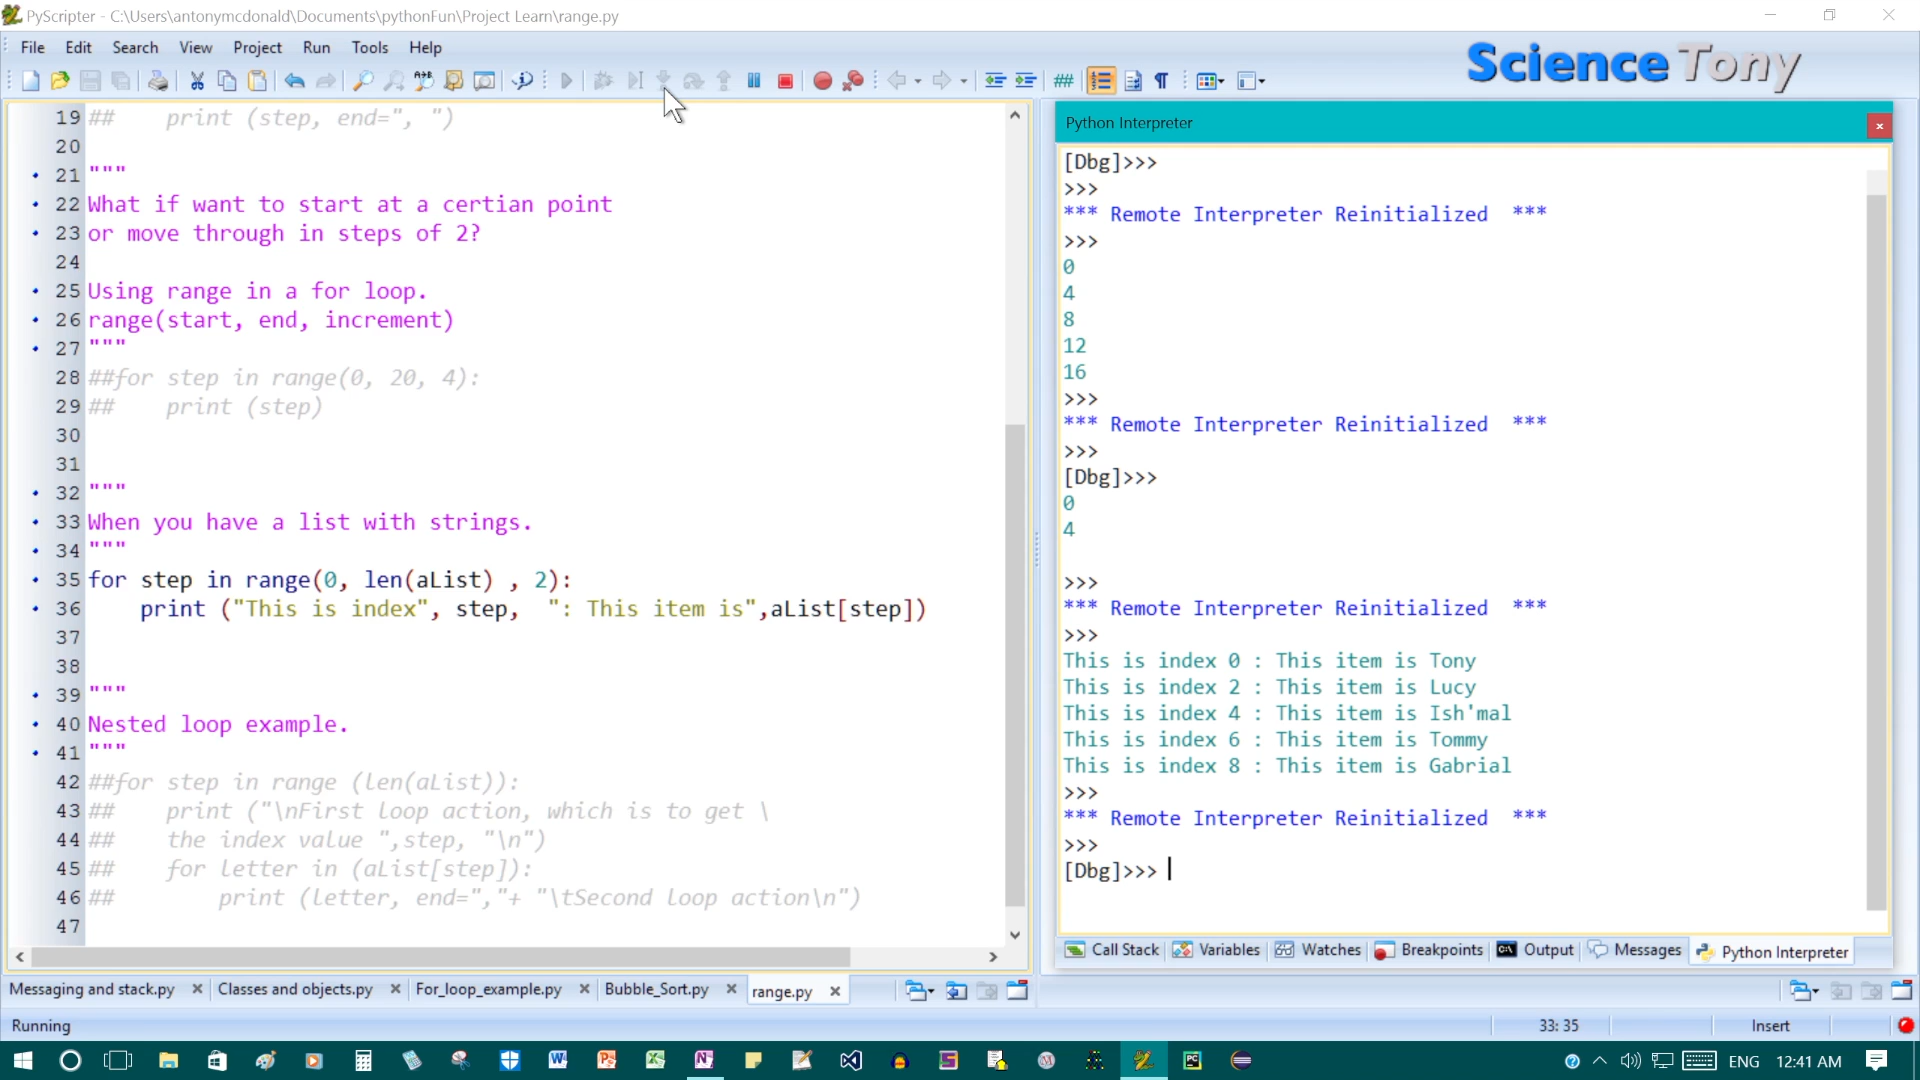 PyScripter - C:\Users\antonymcdonald\Documents\pythonFun\Project Learn\range.py
File Edit Search View Project Run Tools Help
ScienceTony
19 ##    print (step, end=", ")
20
21 """
22 What if want to start at a certian point
23 or move through in steps of 2?
24
25 Using range in a for loop.
26 range(start, end, increment)
27 """
28 ##for step in range(0, 20, 4):
29 ##    print (step)
30
31
32 """
33 When you have a list with strings.
34 """
35 for step in range(0, len(aList) , 2):
36     print ("This is index", step,  ": This item is",aList[step])
37
38
39 """
40 Nested loop example.
41 """
42 ##for step in range (len(aList)):
43 ##    print ("\nFirst loop action, which is to get \
44 ##    the index value ",step, "\n")
45 ##    for letter in (aList[step]):
46 ##        print (letter, end=","+ "\tSecond loop action\n")
47
Python Interpreter
[Dbg]>>>
>>>
*** Remote Interpreter Reinitialized  ***
>>>
0
4
8
12
16
>>>
*** Remote Interpreter Reinitialized  ***
>>>
[Dbg]>>>
0
4
>>>
*** Remote Interpreter Reinitialized  ***
>>>
This is index 0 : This item is Tony
This is index 2 : This item is Lucy
This is index 4 : This item is Ish'mal
This is index 6 : This item is Tommy
This is index 8 : This item is Gabrial
>>>
*** Remote Interpreter Reinitialized  ***
>>>
[Dbg]>>>
Call Stack Variables Watches Breakpoints Output Messages Python Interpreter
Messaging and stack.py Classes and objects.py For_loop_example.py Bubble_Sort.py range.py
Running 33: 35 Insert
ENG 12:41 AM